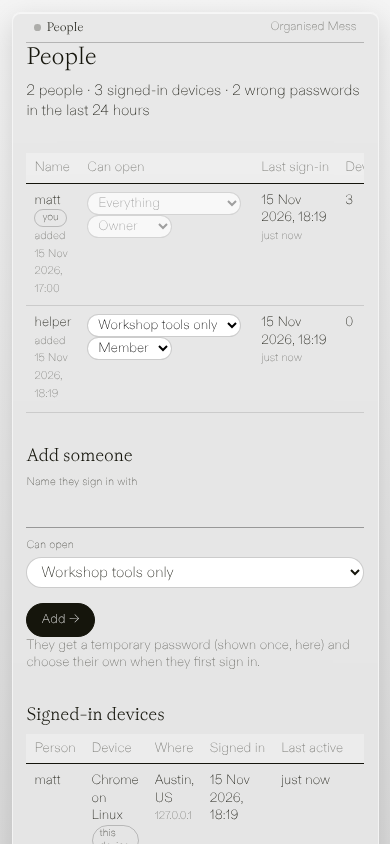 People
Organised Mess
People
2 people · 3 signed-in devices · 2 wrong passwords
in the last 24 hours
Name Can open Last sign-in Dev
matt Everything 15 Nov 3
you Owner 2026, 18:19
added just now
15 Nov
2026,
17:00
helper Workshop tools only 15 Nov 0
added Member 2026, 18:19
15 Nov just now
2026,
18:19
Add someone
Name they sign in with
Can open
Workshop tools only
Add →
They get a temporary password (shown once, here) and
choose their own when they first sign in.
Signed-in devices
Person Device Where Signed in Last active
matt Chrome Austin, 15 Nov just now
on US 2026,
Linux 127.0.0.1 18:19
this
device